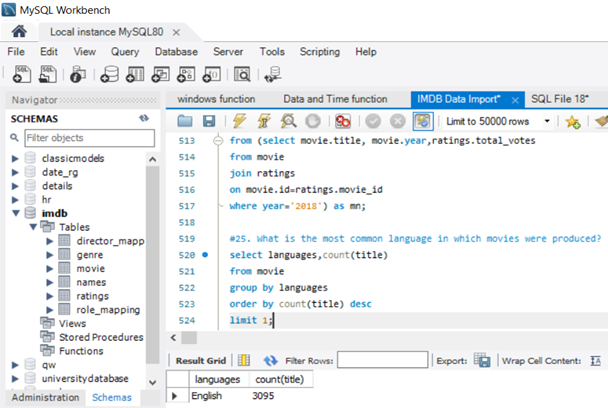 MySQL Workbench
Local instance MySQL80
File Edit View Query Database Server Tools Scripting Help
Navigator
SCHEMAS
Filter objects
classicmodels
date_rg
details
hr
imdb
Tables
director_mapp
genre
movie
names
ratings
role_mapping
Views
Stored Procedures
Functions
qw
universitydatabase
Administration Schemas
windows function Data and Time function IMDB Data Import* SQL File 18*
Limit to 50000 rows
513 from (select movie.title, movie.year,ratings.total_votes
514 from movie
515 join ratings
516 on movie.id=ratings.movie_id
517 where year='2018') as mn;
518
519 #25. What is the most common language in which movies were produced?
520 select languages,count(title)
521 from movie
522 group by languages
523 order by count(title) desc
524 limit 1;
Result Grid Filter Rows: Export: Wrap Cell Content:
languages count(title)
English 3095